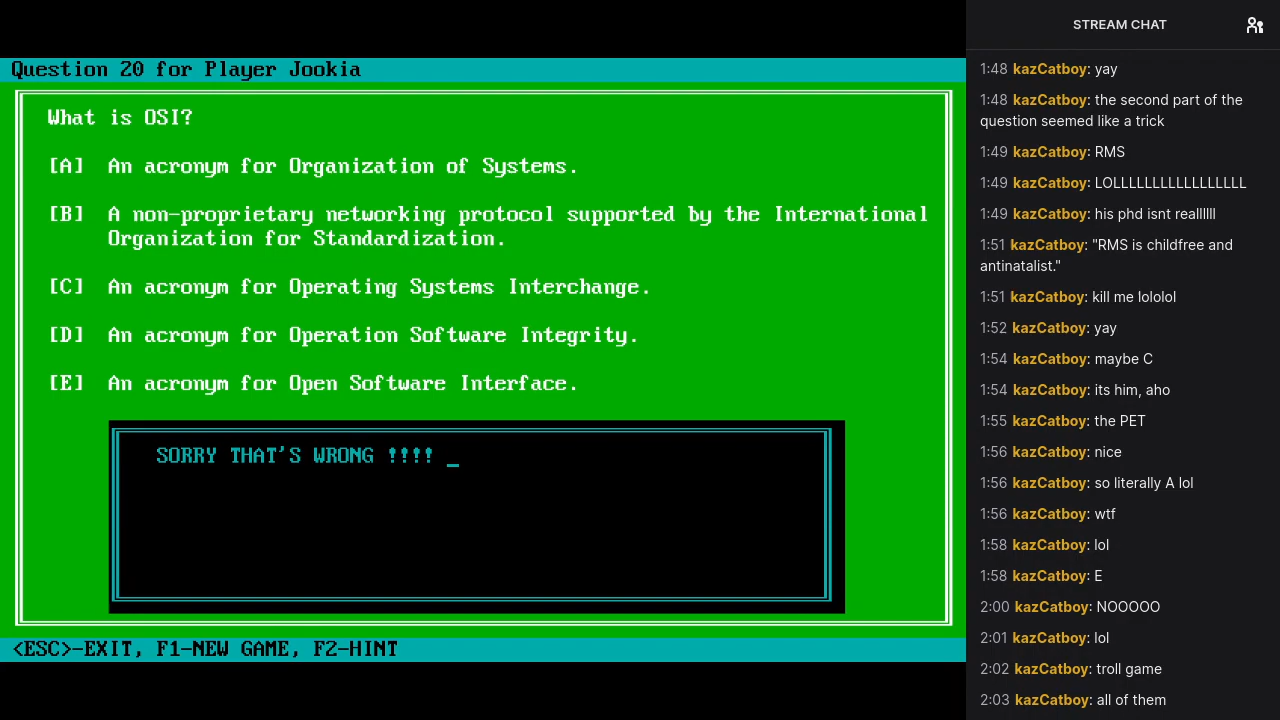 Question 20 for Player Jookia
What is OSI?
[A] An acronym for Organization of Systems.
[B] A non-proprietary networking protocol supported by the International
Organization for Standardization.
[C] An acronym for Operating Systems Interchange.
[D] An acronym for Operation Software Integrity.
[E] An acronym for Open Software Interface.
SORRY THAT'S WRONG !!!! _
<ESC>-EXIT, F1-NEW GAME, F2-HINT
STREAM CHAT
1:48 kazCatboy: yay
1:48 kazCatboy: the second part of the
question seemed like a trick
1:49 kazCatboy: RMS
1:49 kazCatboy: LOLLLLLLLLLLLLLLLLL
1:49 kazCatboy: his phd isnt reallllll
1:51 kazCatboy: "RMS is childfree and
antinatalist."
1:51 kazCatboy: kill me lololol
1:52 kazCatboy: yay
1:54 kazCatboy: maybe C
1:54 kazCatboy: its him, aho
1:55 kazCatboy: the PET
1:56 kazCatboy: nice
1:56 kazCatboy: so literally A lol
1:56 kazCatboy: wtf
1:58 kazCatboy: lol
1:58 kazCatboy: E
2:00 kazCatboy: NOOOOO
2:01 kazCatboy: lol
2:02 kazCatboy: troll game
2:03 kazCatboy: all of them